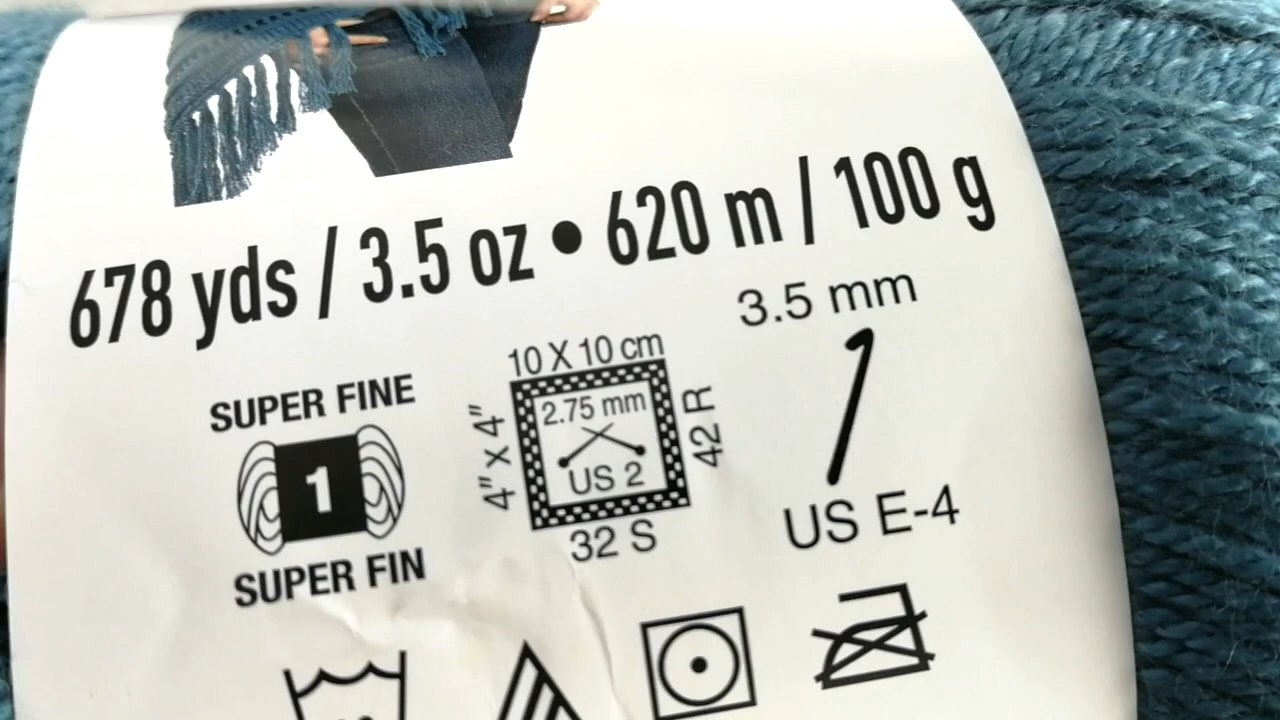 678 yds / 3.5 oz • 620 m / 100 g
SUPER FINE
1
SUPER FIN
10 X 10 cm
4" x 4"
2.75 mm
US 2
42 R
32 S
3.5 mm
US E-4